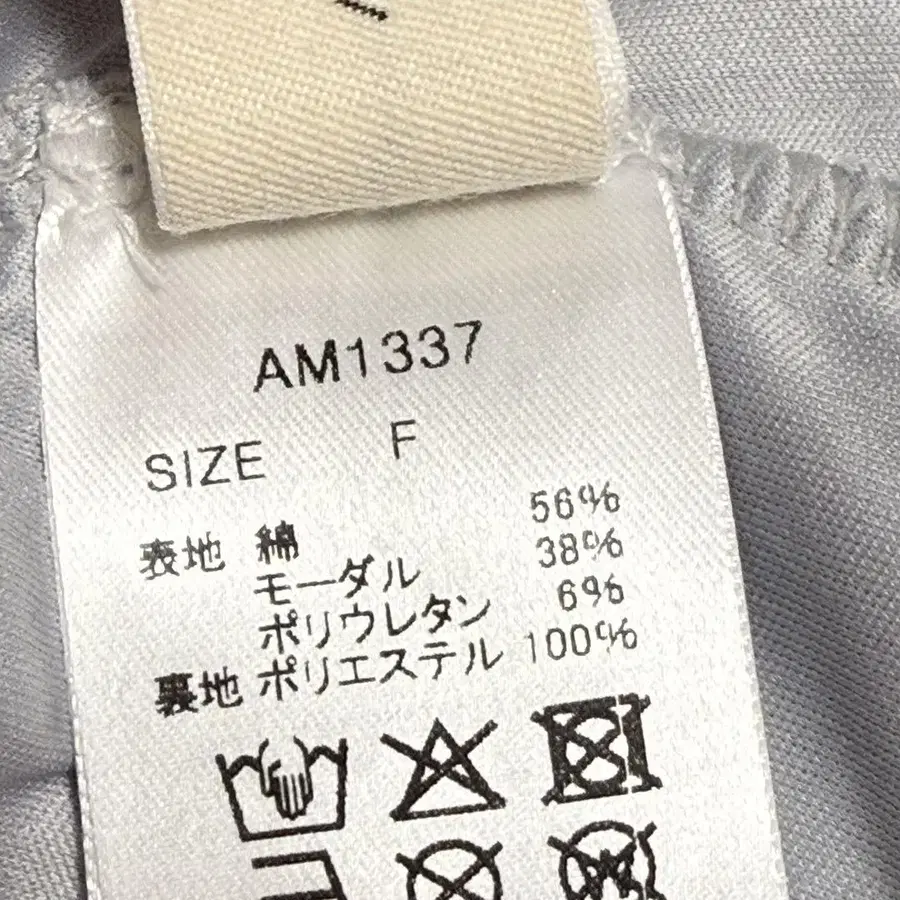 AM1337
SIZE F
表地 綿 56%
モーダル 38%
ポリウレタン 6%
裏地 ポリエステル 100%